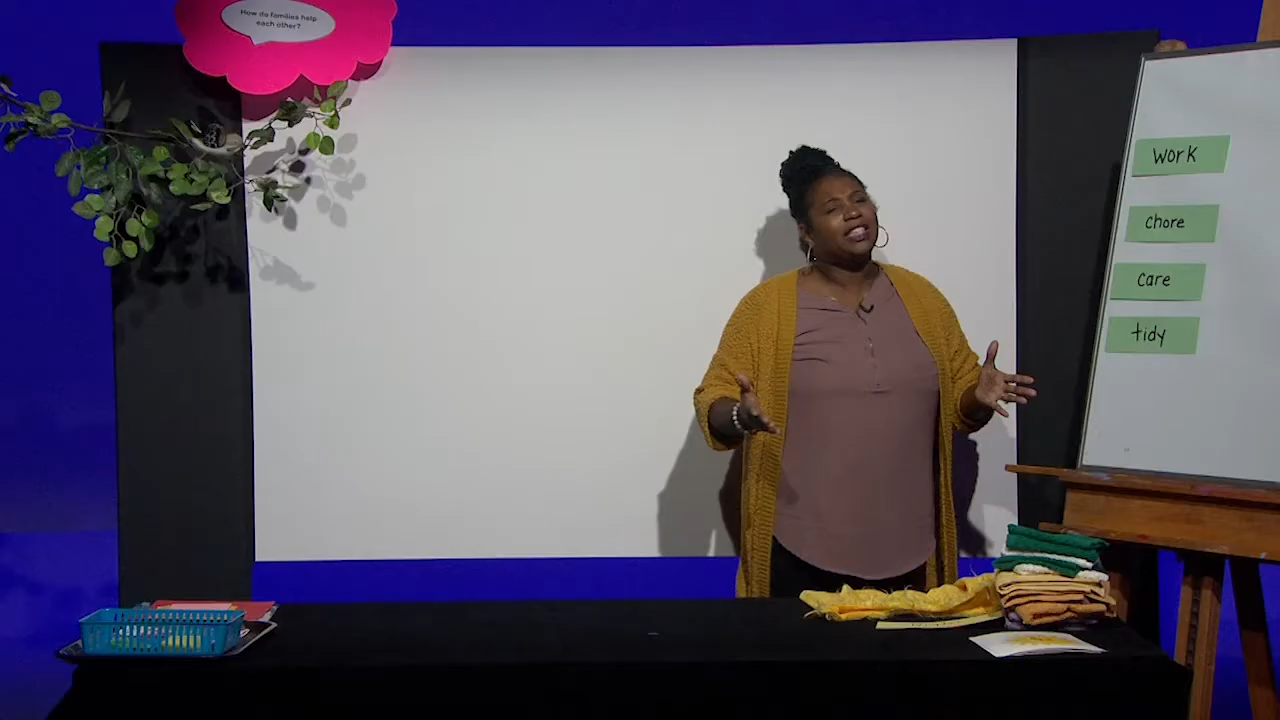 How do families help
each other?
work
chore
care
tidy